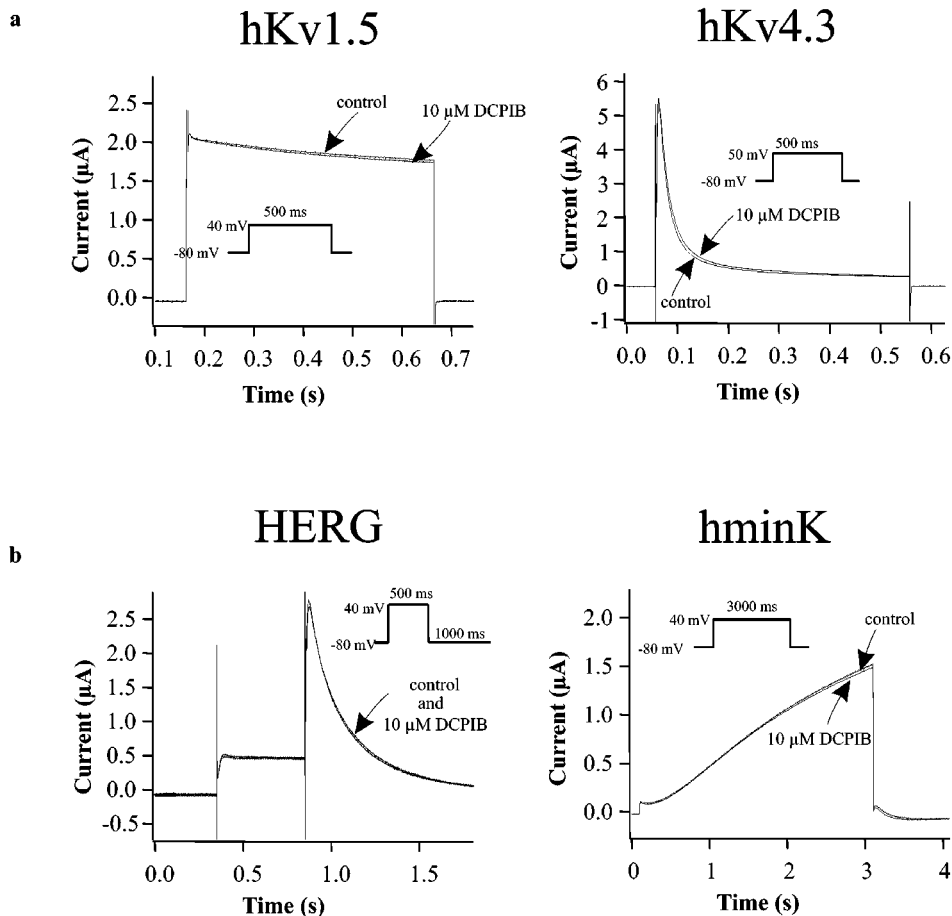 a
hKv1.5
hKv4.3
Current (µA)
2.5
2.0
1.5
1.0
0.5
0.0
control
10 µM DCPIB
500 ms
40 mV
-80 mV
0.1 0.2 0.3 0.4 0.5 0.6 0.7
Time (s)
Current (µA)
6
5
4
3
2
1
0
-1
500 ms
50 mV
-80 mV
10 µM DCPIB
control
0.0 0.1 0.2 0.3 0.4 0.5 0.6
Time (s)
b
HERG
hminK
Current (µA)
2.5
2.0
1.5
1.0
0.5
0.0
-0.5
500 ms
40 mV
1000 ms
-80 mV
control
and
10 µM DCPIB
0.0 0.5 1.0 1.5
Time (s)
Current (µA)
2.0
1.5
1.0
0.5
0.0
3000 ms
40 mV
-80 mV
control
10 µM DCPIB
0 1 2 3 4
Time (s)